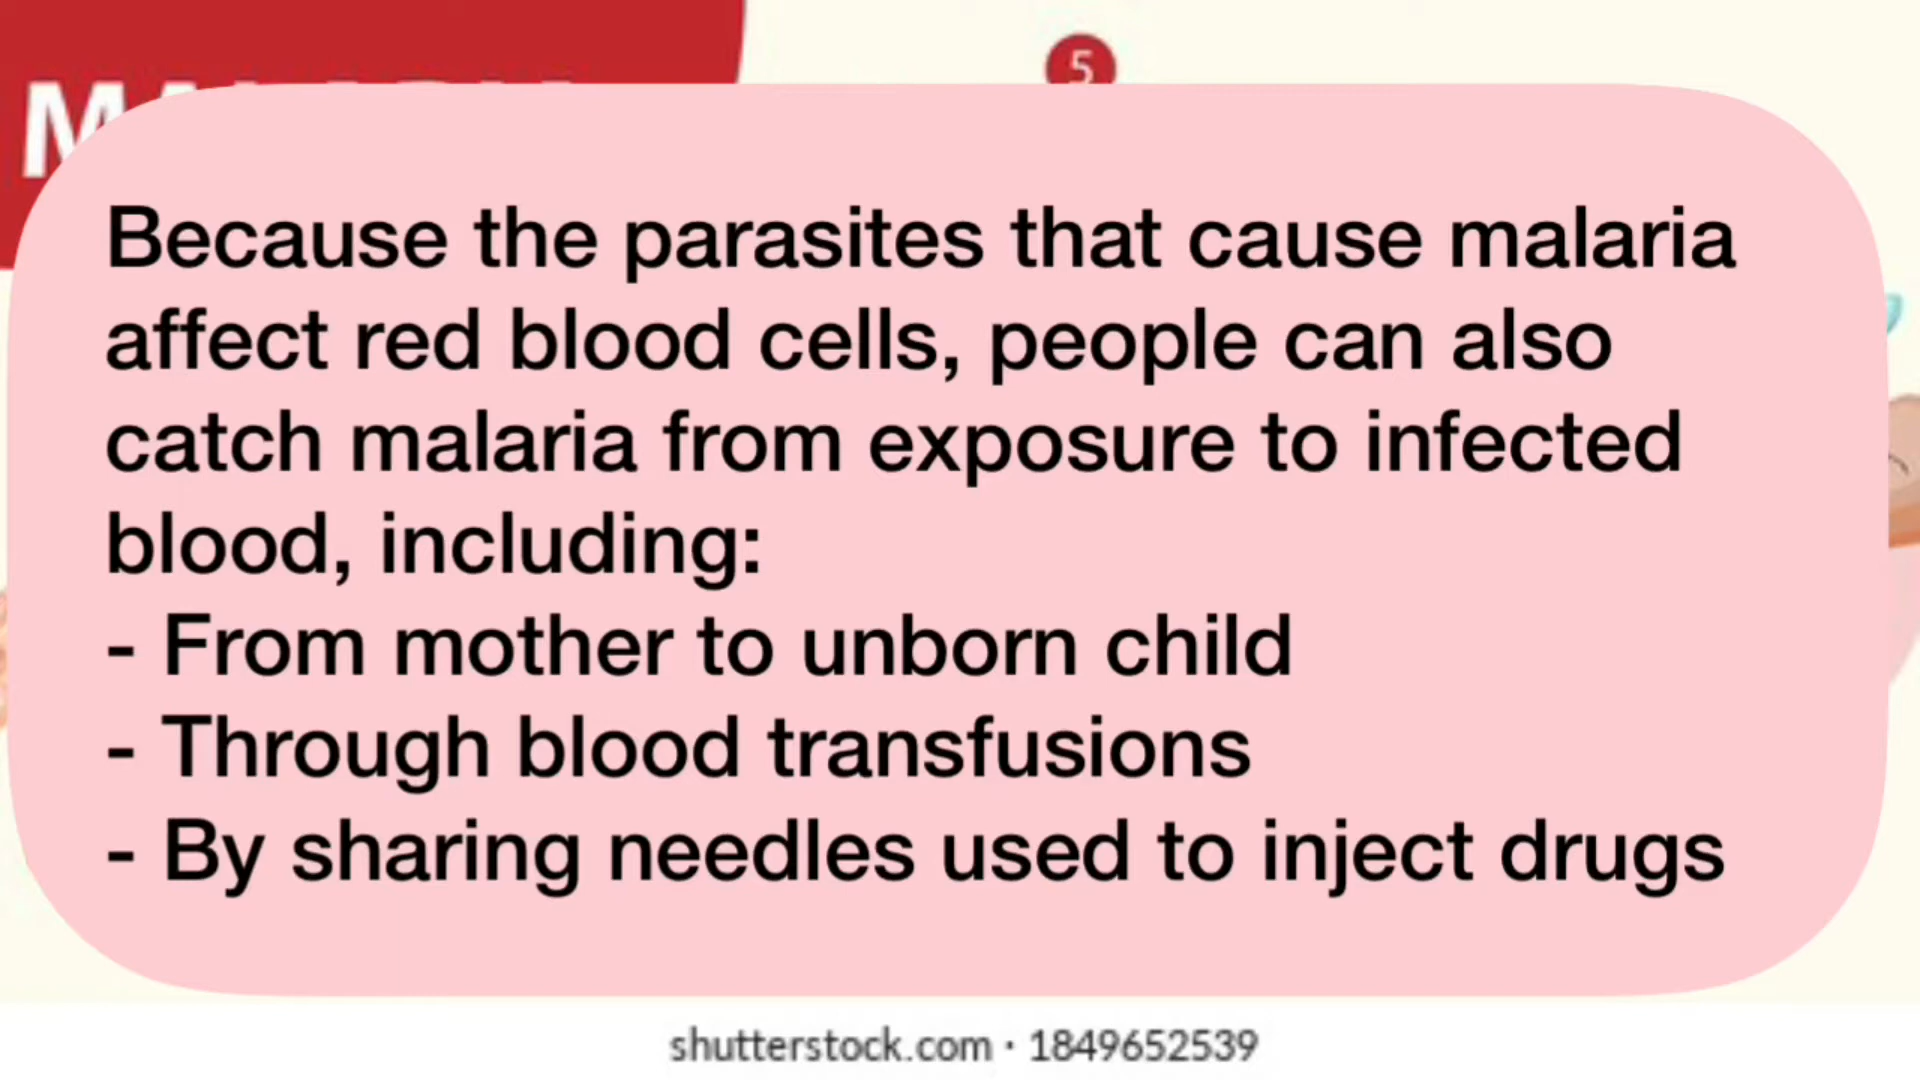 5
Because the parasites that cause malaria
affect red blood cells, people can also
catch malaria from exposure to infected
blood, including:
- From mother to unborn child
- Through blood transfusions
- By sharing needles used to inject drugs
shutterstock.com · 1849652539